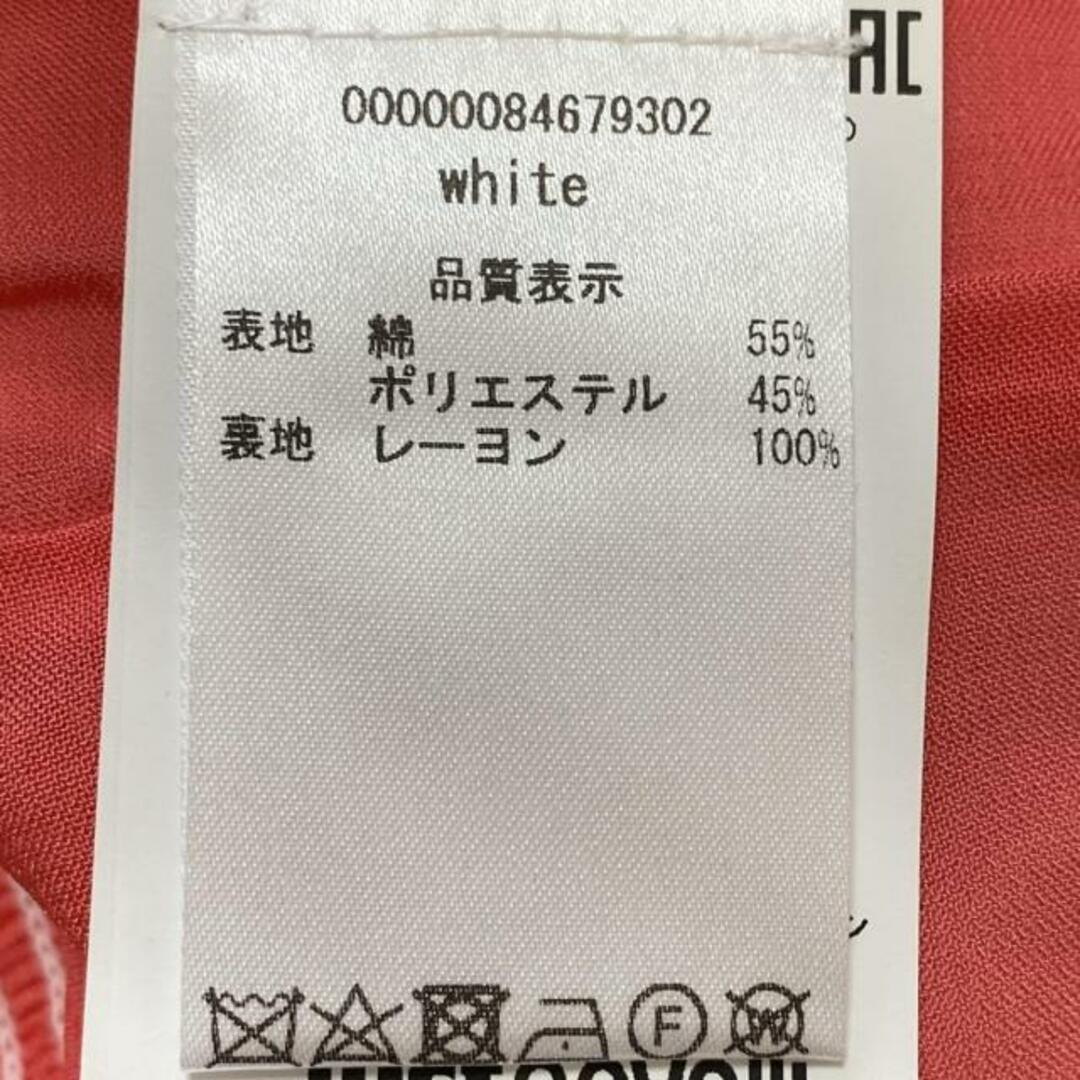 00000084679302
white
品質表示
表地 綿 55%
ポリエステル 45%
裏地 レーヨン 100%
F W